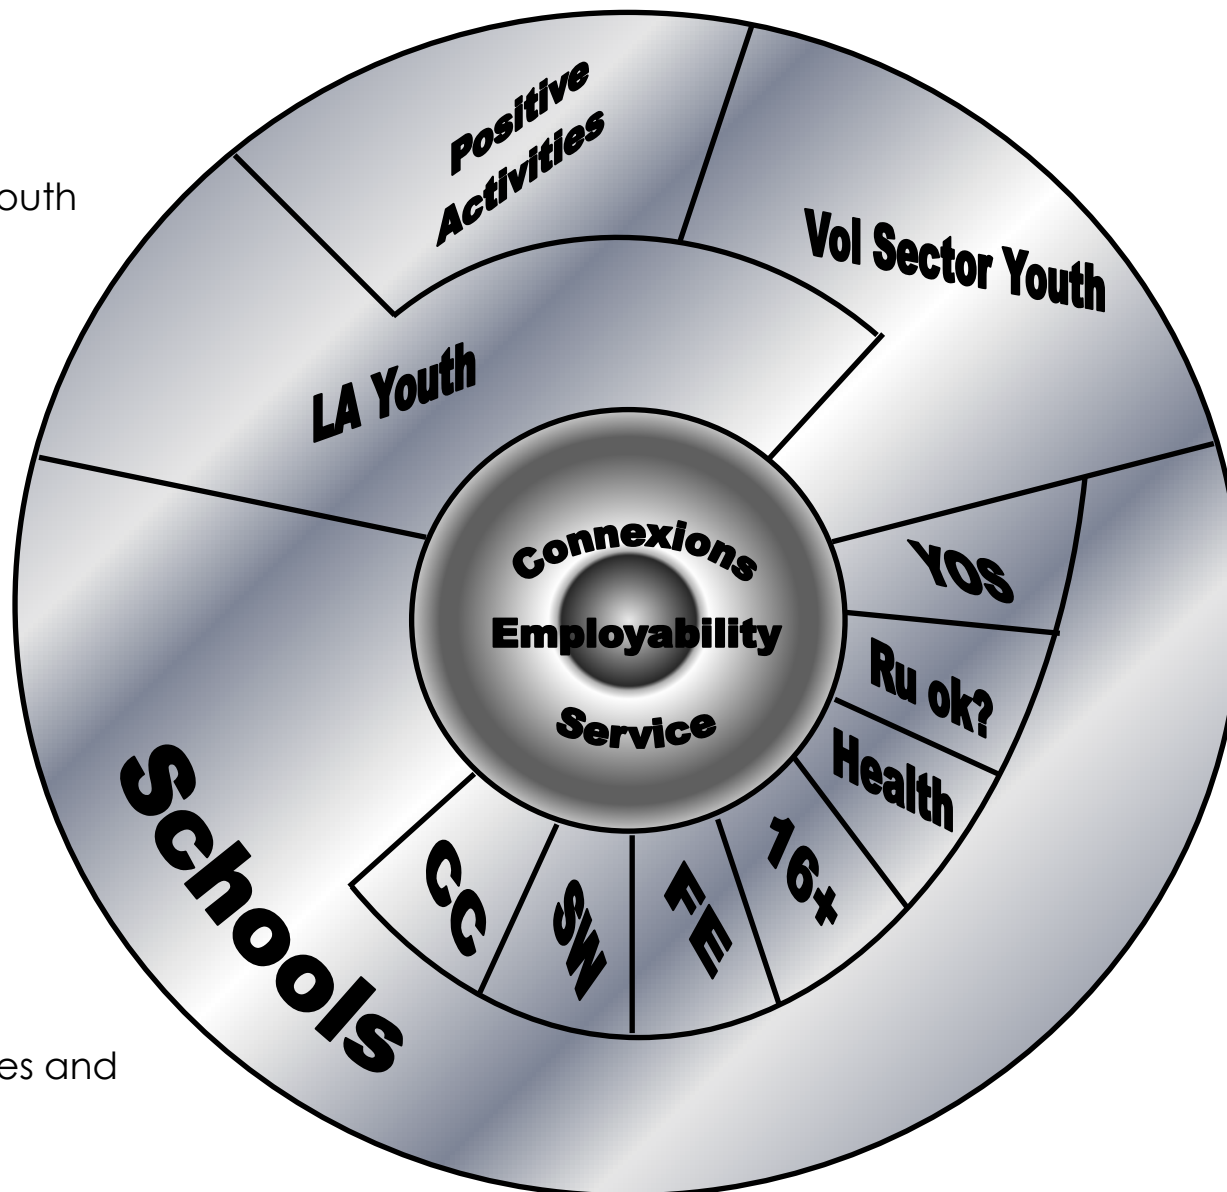 Positive
Activities
outh
Vol Sector Youth
LA Youth
Connexions
Employability
Service
YOS
Ru ok?
Health
16+
FE
SW
CC
Schools
es and